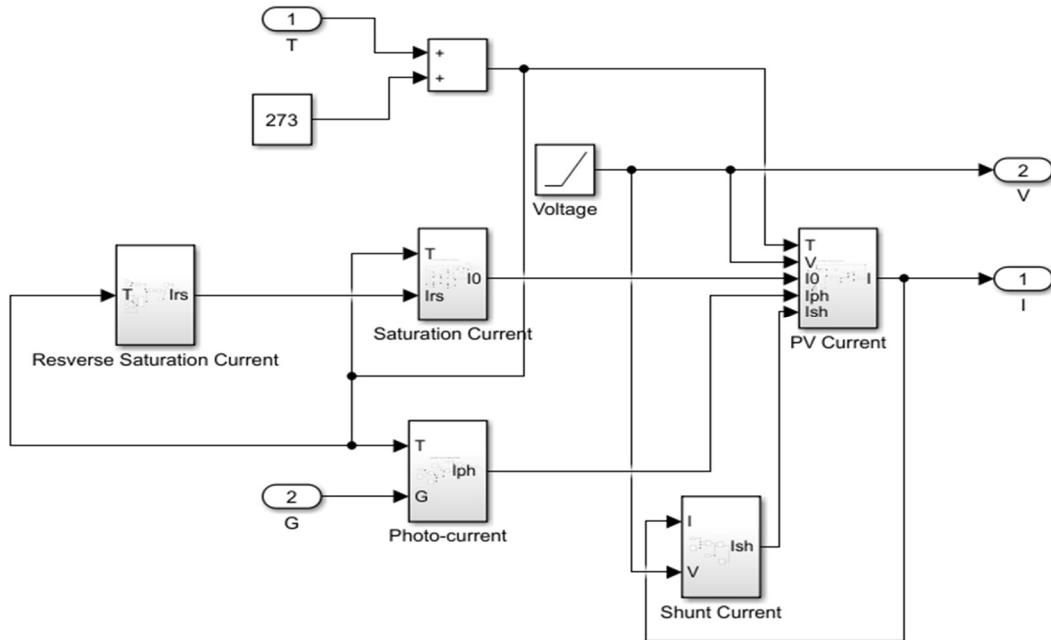 1
T
+
+
273
Voltage
2
V
T
Irs
Resverse Saturation Current
T
Irs
I0
Saturation Current
T
V
I0
Iph
Ish
I
PV Current
1
I
T
G
Iph
Photo-current
2
G
I
V
Ish
Shunt Current